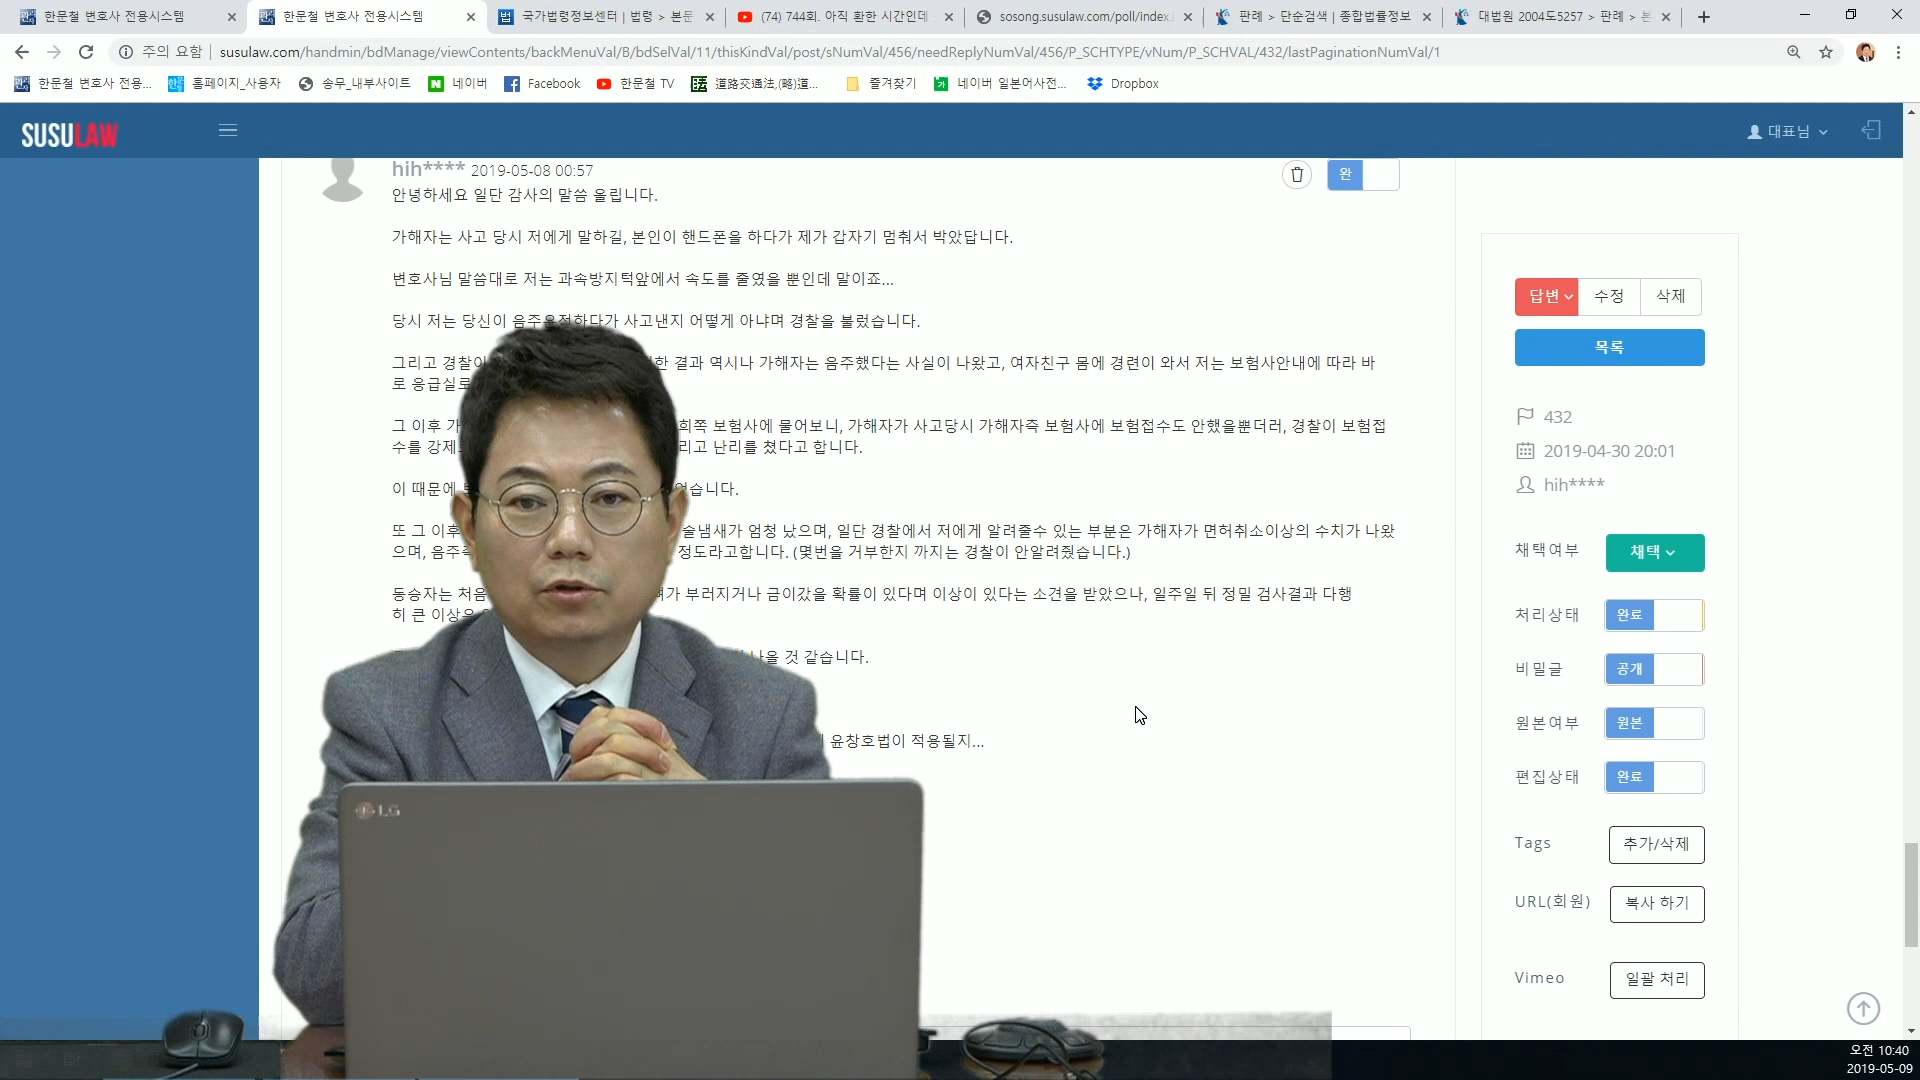 한문철 변호사 전용시스템
한문철 변호사 전용시스템
국가법령정보센터 | 법령 > 본문
(74) 744회. 아직 환한 시간인데
sosong.susulaw.com/poll/index.
판례 > 단순검색 | 종합법률정보
대법원 2004도5257 > 판례 > 본
주의 요함 | susulaw.com/handmin/bdManage/viewContents/backMenuVal/B/bdSelVal/11/thisKindVal/post/sNumVal/456/needReplyNumVal/456/P_SCHTYPE/vNum/P_SCHVAL/432/lastPaginationNumVal/1
한문철 변호사 전용... 홈페이지_사용자 송무_내부사이트 네이버 Facebook 한문철 TV 道路交通法,(略)道... 즐겨찾기 네이버 일본어사전... Dropbox
SUSULAW
대표님
hih**** 2019-05-08 00:57
완
안녕하세요 일단 감사의 말씀 올립니다.
가해자는 사고 당시 저에게 말하길, 본인이 핸드폰을 하다가 제가 갑자기 멈춰서 박았답니다.
변호사님 말씀대로 저는 과속방지턱앞에서 속도를 줄였을 뿐인데 말이죠...
당시 저는 당신이 음주운전하다가 사고낸지 어떻게 아냐며 경찰을 불렀습니다.
그리고 경찰이 한 결과 역시나 가해자는 음주했다는 사실이 나왔고, 여자친구 몸에 경련이 와서 저는 보험사안내에 따라 바
로 응급실로
그 이후 가 희쪽 보험사에 물어보니, 가해자가 사고당시 가해자측 보험사에 보험접수도 안했을뿐더러, 경찰이 보험접
수를 강제 리고 난리를 쳤다고 합니다.
이 때문에 었습니다.
또 그 이후 술냄새가 엄청 났으며, 일단 경찰에서 저에게 알려줄수 있는 부분은 가해자가 면허취소이상의 수치가 나왔
으며, 음주측 정도라고합니다. (몇번을 거부한지 까지는 경찰이 안알려줬습니다.)
동승자는 처음 가 부러지거나 금이갔을 확률이 있다며 이상이 있다는 소견을 받았으나, 일주일 뒤 정밀 검사결과 다행
히 큰 이상은
나올 것 같습니다.
윤창호법이 적용될지...
답변 수정 삭제
목록
432
2019-04-30 20:01
hih****
채택여부 채택
처리상태 완료
비밀글 공개
원본여부 원본
편집상태 완료
Tags 추가/삭제
URL(회원) 복사 하기
Vimeo 일괄 처리
LG
오전 10:40
2019-05-09